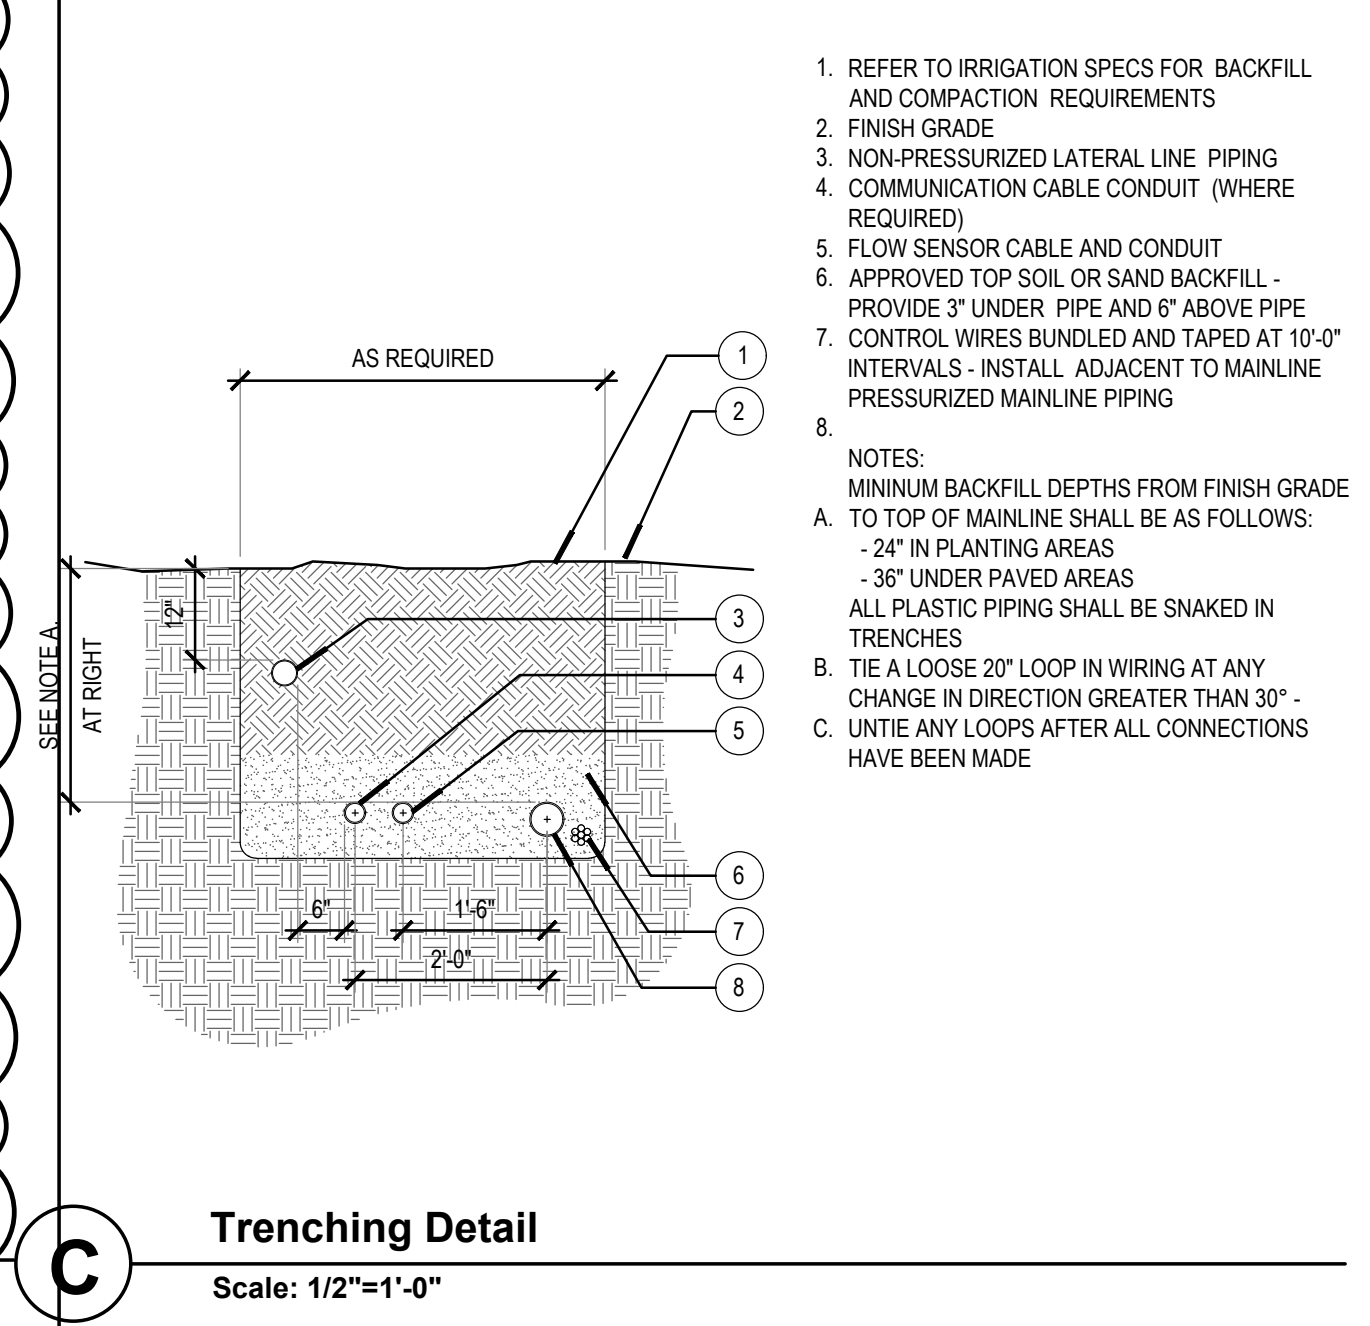 1. REFER TO IRRIGATION SPECS FOR BACKFILL
AND COMPACTION REQUIREMENTS
2. FINISH GRADE
3. NON-PRESSURIZED LATERAL LINE PIPING
4. COMMUNICATION CABLE CONDUIT (WHERE
REQUIRED)
5. FLOW SENSOR CABLE AND CONDUIT
6. APPROVED TOP SOIL OR SAND BACKFILL -
PROVIDE 3" UNDER PIPE AND 6" ABOVE PIPE
7. CONTROL WIRES BUNDLED AND TAPED AT 10'-0"
INTERVALS - INSTALL ADJACENT TO MAINLINE
PRESSURIZED MAINLINE PIPING
8.
NOTES:
MININUM BACKFILL DEPTHS FROM FINISH GRADE
A. TO TOP OF MAINLINE SHALL BE AS FOLLOWS:
- 24" IN PLANTING AREAS
- 36" UNDER PAVED AREAS
ALL PLASTIC PIPING SHALL BE SNAKED IN
TRENCHES
B. TIE A LOOSE 20" LOOP IN WIRING AT ANY
CHANGE IN DIRECTION GREATER THAN 30° -
C. UNTIE ANY LOOPS AFTER ALL CONNECTIONS
HAVE BEEN MADE
AS REQUIRED
1
2
3
4
5
6
7
8
12"
SEE NOTE A.
AT RIGHT
6"
1'-6"
2'-0"
C
Trenching Detail
Scale: 1/2"=1'-0"